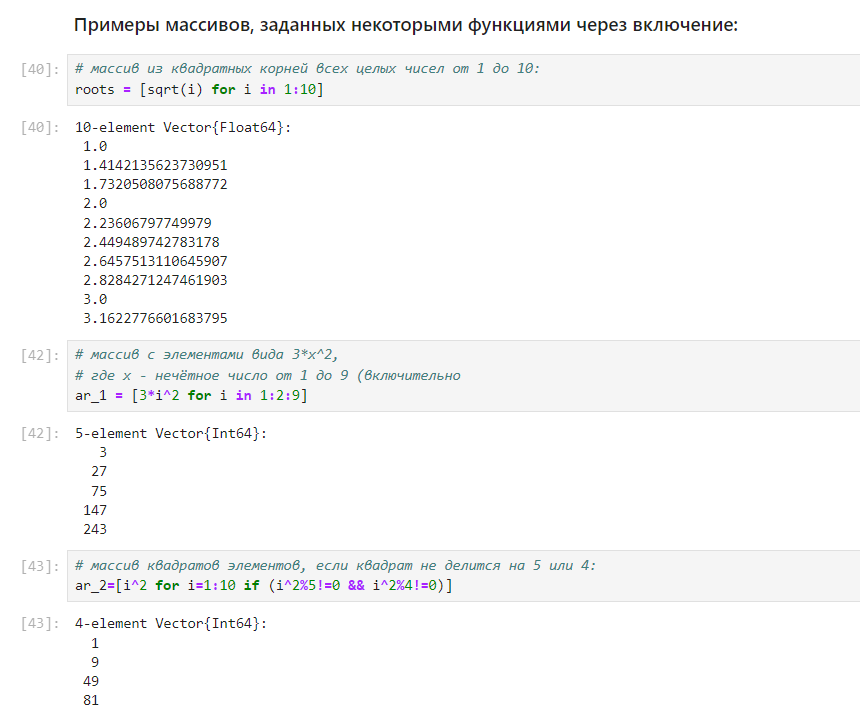 Примеры массивов, заданных некоторыми функциями через включение:
[40]: # массив из квадратных корней всех целых чисел от 1 до 10:
roots = [sqrt(i) for i in 1:10]
[40]: 10-element Vector{Float64}:
1.0
1.4142135623730951
1.7320508075688772
2.0
2.23606797749979
2.449489742783178
2.6457513110645907
2.8284271247461903
3.0
3.1622776601683795
[42]: # массив с элементами вида 3*x^2,
# где x - нечётное число от 1 до 9 (включительно
ar_1 = [3*i^2 for i in 1:2:9]
[42]: 5-element Vector{Int64}:
3
27
75
147
243
[43]: # массив квадратов элементов, если квадрат не делится на 5 или 4:
ar_2=[i^2 for i=1:10 if (i^2%5!=0 && i^2%4!=0)]
[43]: 4-element Vector{Int64}:
1
9
49
81